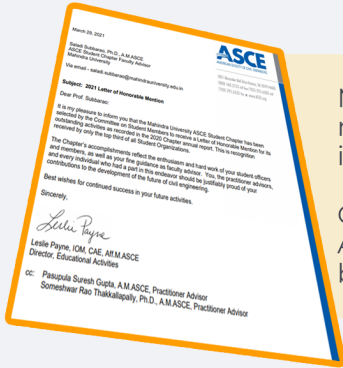 March 29, 2021
ASCE
AMERICAN SOCIETY OF CIVIL ENGINEERS
Saladi Subbarao, Ph.D., A.M.ASCE
ASCE Student Chapter Faculty Advisor
Mahindra University
Via email - saladi.subbarao@mahindrauniversity.edu.in
Subject: 2021 Letter of Honorable Mention
Dear Prof. Subbarao:
It is my pleasure to inform you that the Mahindra University ASCE Student Chapter has been
selected by the Committee on Student Members to receive a Letter of Honorable Mention for its
outstanding activities as recorded in the 2020 Chapter annual report. This is recognition
received by only the top third of all Student Organizations.
The Chapter's accomplishments reflect the enthusiasm and hard work of your student officers
and members, as well as your fine guidance as faculty advisor. You, the practitioner advisors,
and every individual who had a part in this endeavor should be justifiably proud of your
contributions to the development of the future of civil engineering.
Best wishes for continued success in your future activities.
Sincerely,
Leslie Payne
Leslie Payne, IOM, CAE, Aff.M.ASCE
Director, Educational Activities
cc: Pasupula Suresh Gupta, A.M.ASCE, Practitioner Advisor
Someshwar Rao Thakkallapally, Ph.D., A.M.ASCE, Practitioner Advisor